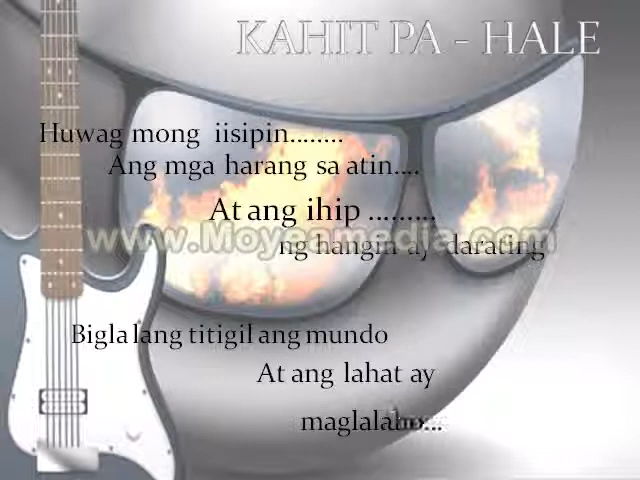 KAHIT PA - HALE
Huwag mong iisipin........
Ang mga harang sa atin....
At ang ihip .........
www.Moyeamedia.com
ng hangin ay darating
Bigla lang titigil ang mundo
At ang lahat ay
maglalaho...